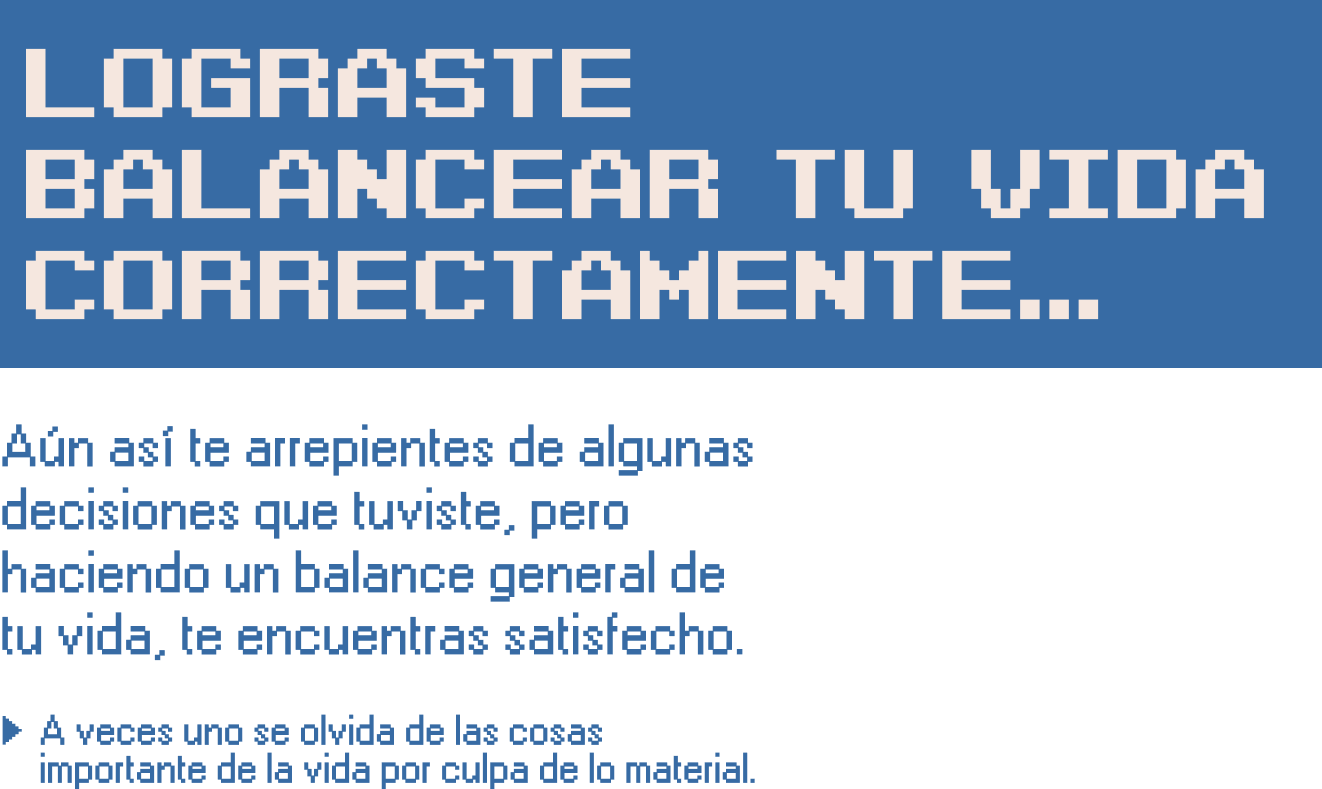 LOGRASTE
BALANCEAR TU VIDA
CORRECTAMENTE...
Aún así te arrepientes de algunas
decisiones que tuviste, pero
haciendo un balance general de
tu vida, te encuentras satisfecho.
A veces uno se olvida de las cosas
importante de la vida por culpa de lo material.